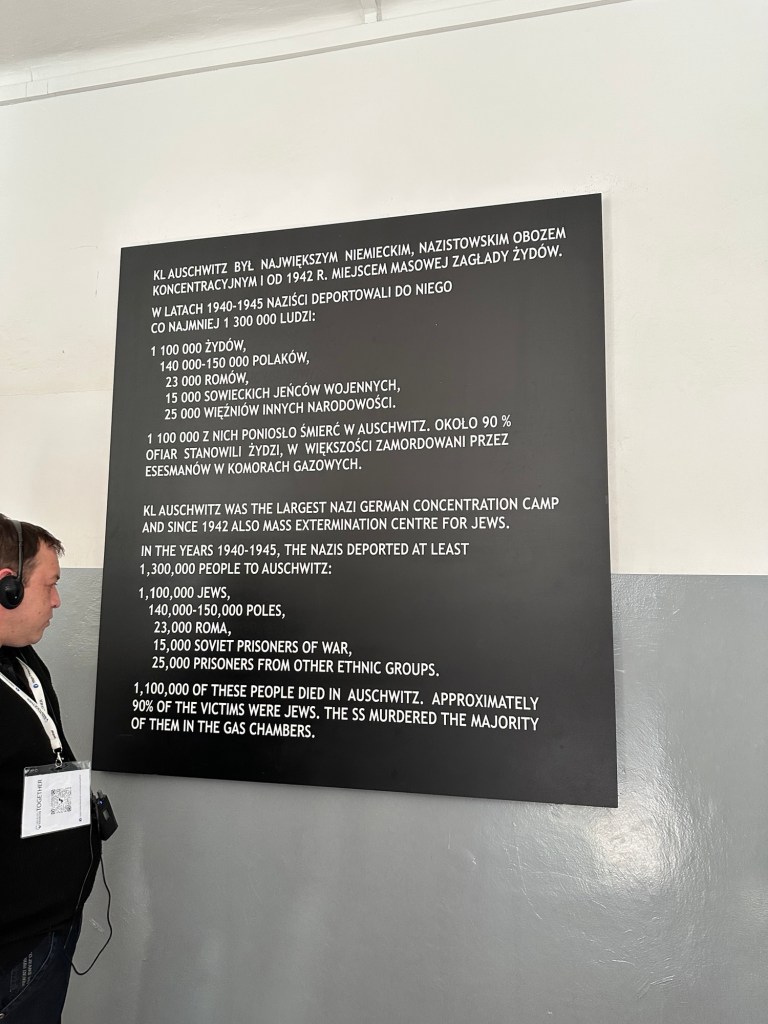 KL AUSCHWITZ BYŁ NAJWIĘKSZYM NIEMIECKIM, NAZISTOWSKIM OBOZEM
KONCENTRACYJNYM I OD 1942 R. MIEJSCEM MASOWEJ ZAGŁADY ŻYDÓW.
W LATACH 1940-1945 NAZIŚCI DEPORTOWALI DO NIEGO
CO NAJMNIEJ 1 300 000 LUDZI:
1 100 000 ŻYDÓW,
140 000-150 000 POLAKÓW,
23 000 ROMÓW,
15 000 SOWIECKICH JEŃCÓW WOJENNYCH,
25 000 WIĘŹNIÓW INNYCH NARODOWOŚCI.
1 100 000 Z NICH PONIOSŁO ŚMIERĆ W AUSCHWITZ. OKOŁO 90 %
OFIAR STANOWILI ŻYDZI, W WIĘKSZOŚCI ZAMORDOWANI PRZEZ
ESESMANÓW W KOMORACH GAZOWYCH.
KL AUSCHWITZ WAS THE LARGEST NAZI GERMAN CONCENTRATION CAMP
AND SINCE 1942 ALSO MASS EXTERMINATION CENTRE FOR JEWS.
IN THE YEARS 1940-1945, THE NAZIS DEPORTED AT LEAST
1,300,000 PEOPLE TO AUSCHWITZ:
1,100,000 JEWS,
140,000-150,000 POLES,
23,000 ROMA,
15,000 SOVIET PRISONERS OF WAR,
25,000 PRISONERS FROM OTHER ETHNIC GROUPS.
1,100,000 OF THESE PEOPLE DIED IN AUSCHWITZ. APPROXIMATELY
90% OF THE VICTIMS WERE JEWS. THE SS MURDERED THE MAJORITY
OF THEM IN THE GAS CHAMBERS.
TOGETHER